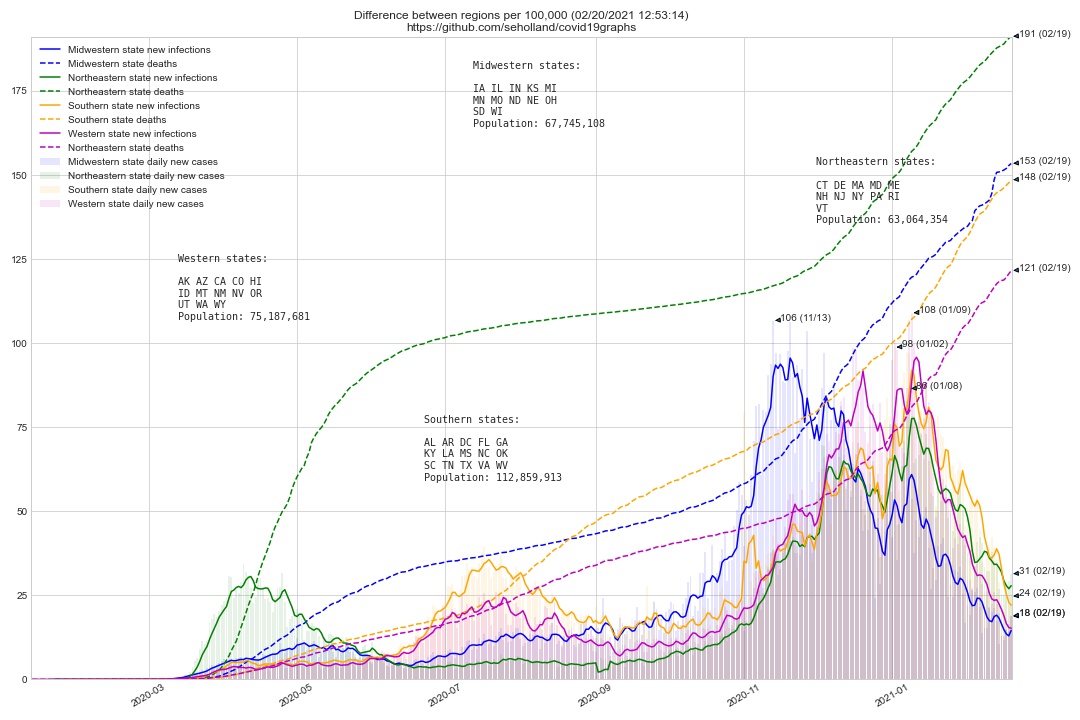 Difference between regions per 100,000 (02/20/2021 12:53:14)
https://github.com/seholland/covid19graphs
Midwestern state new infections
Midwestern state deaths
Northeastern state new infections
Northeastern state deaths
Southern state new infections
Southern state deaths
Western state new infections
Northeastern state deaths
Midwestern state daily new cases
Northeastern state daily new cases
Southern state daily new cases
Western state daily new cases
Midwestern states:
IA IL IN KS MI
MN MO ND NE OH
SD WI
Population: 67,745,108
Northeastern states:
CT DE MA MD ME
NH NJ NY PA RI
VT
Population: 63,064,354
Western states:
AK AZ CA CO HI
ID MT NM NV OR
UT WA WY
Population: 75,187,681
Southern states:
AL AR DC FL GA
KY LA MS NC OK
SC TN TX VA WV
Population: 112,859,913
191 (02/19)
153 (02/19)
148 (02/19)
121 (02/19)
106 (11/13)
108 (01/09)
98 (01/02)
(01/08)
31 (02/19)
24 (02/19)
18 (02/19)
175
150
125
100
75
50
25
0
2020-03
2020-05
2020-07
2020-09
2020-11
2021-01